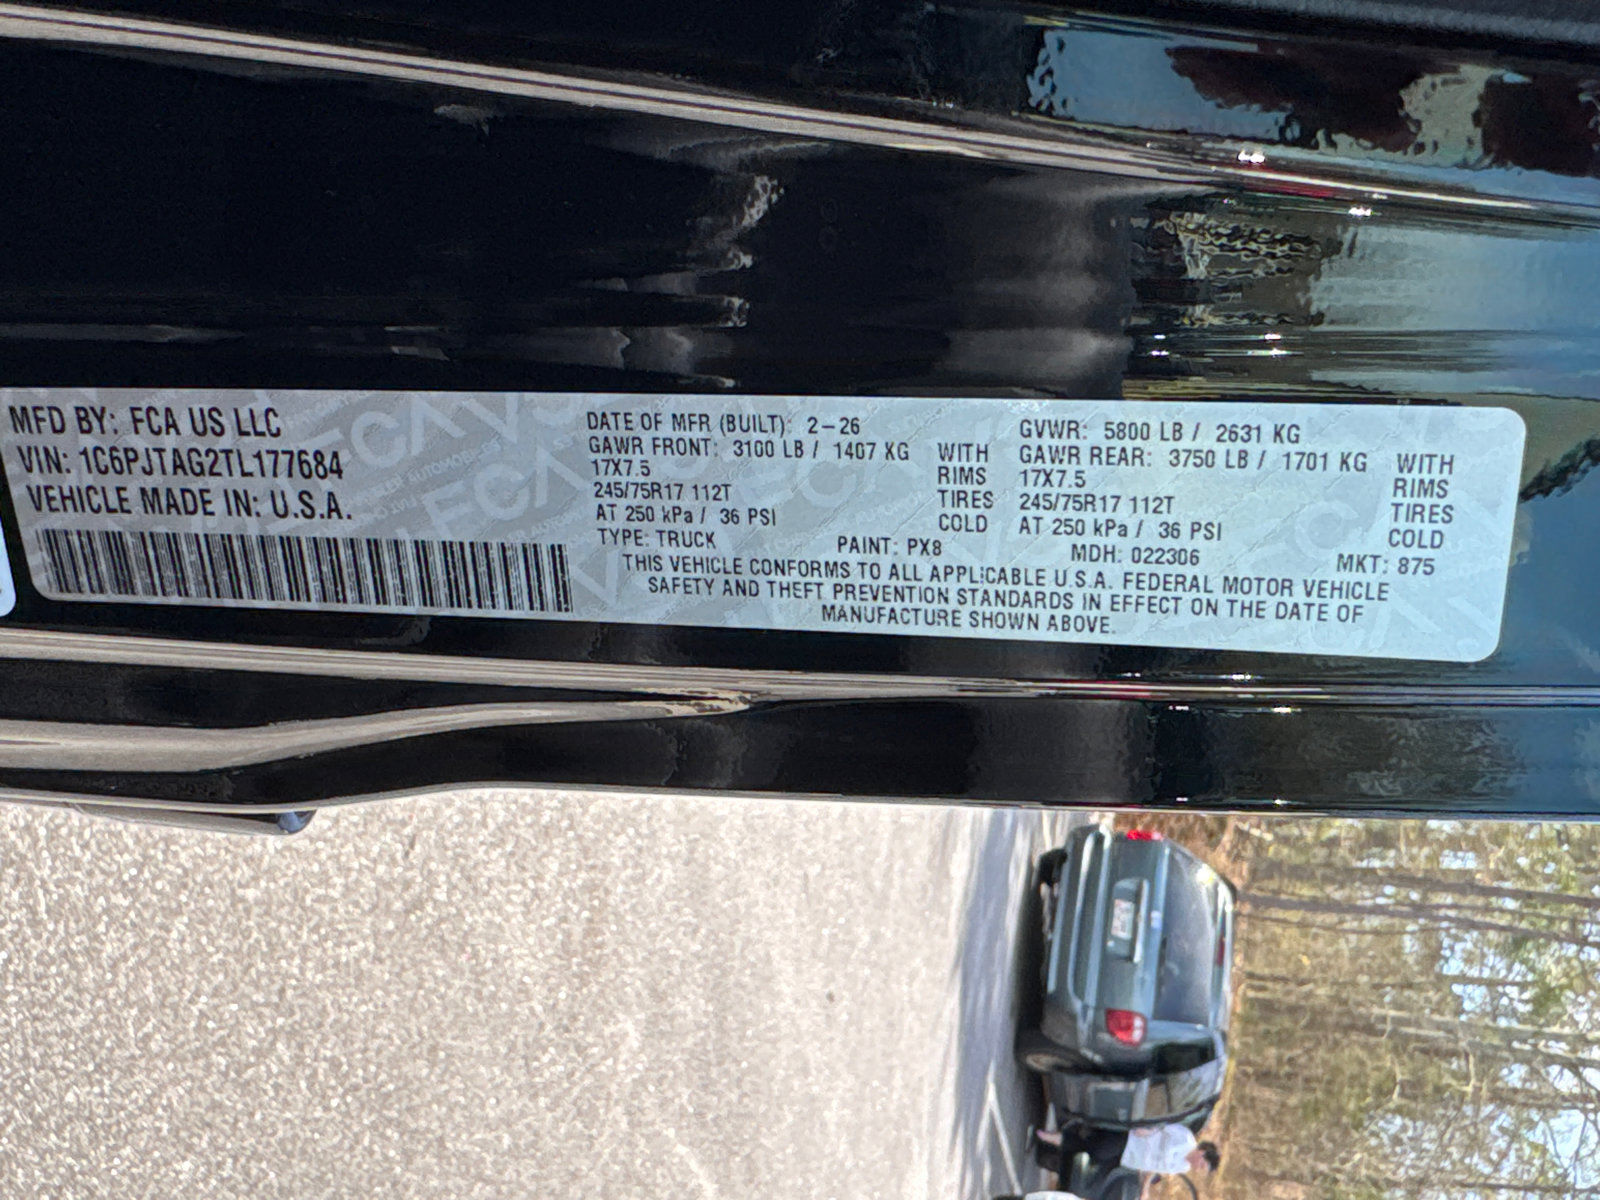 MFD BY: FCA US LLC
VIN: 1C6PJTAG2TL177684
VEHICLE MADE IN: U.S.A.
DATE OF MFR (BUILT): 2-26
GAWR FRONT: 3100 LB / 1407 KG WITH
17X7.5 RIMS
245/75R17 112T TIRES
AT 250 kPa / 36 PSI COLD
GVWR: 5800 LB / 2631 KG
GAWR REAR: 3750 LB / 1701 KG WITH
17X7.5 RIMS
245/75R17 112T TIRES
AT 250 kPa / 36 PSI COLD
TYPE: TRUCK PAINT: PX8 MDH: 022306 MKT: 875
THIS VEHICLE CONFORMS TO ALL APPLICABLE U.S.A. FEDERAL MOTOR VEHICLE
SAFETY AND THEFT PREVENTION STANDARDS IN EFFECT ON THE DATE OF
MANUFACTURE SHOWN ABOVE.